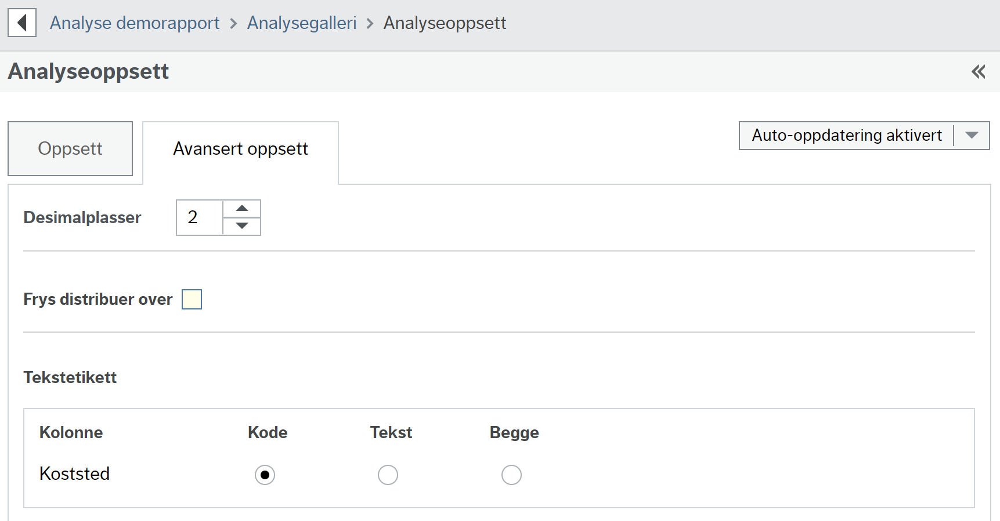 Analyse demorapport > Analysegalleri > Analyseoppsett
Analyseoppsett
Oppsett
Avansert oppsett
Auto-oppdatering aktivert
Desimalplasser 2
Frys distribuer over
Tekstetikett
Kolonne Kode Tekst Begge
Koststed